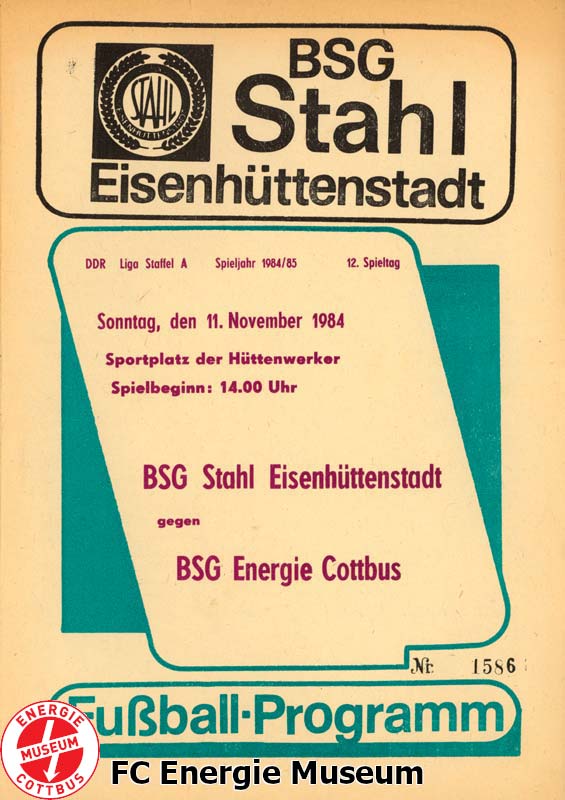 BSG
STAHL
Stahl
Eisenhüttenstadt
DDR Liga Staffel A Spieljahr 1984/85 12. Spieltag
Sonntag, den 11. November 1984
Sportplatz der Hüttenwerker
Spielbeginn: 14.00 Uhr
BSG Stahl Eisenhüttenstadt
gegen
BSG Energie Cottbus
Nr. 1586
Fußball-Programm
ENERGIE
MUSEUM
COTTBUS
FC Energie Museum